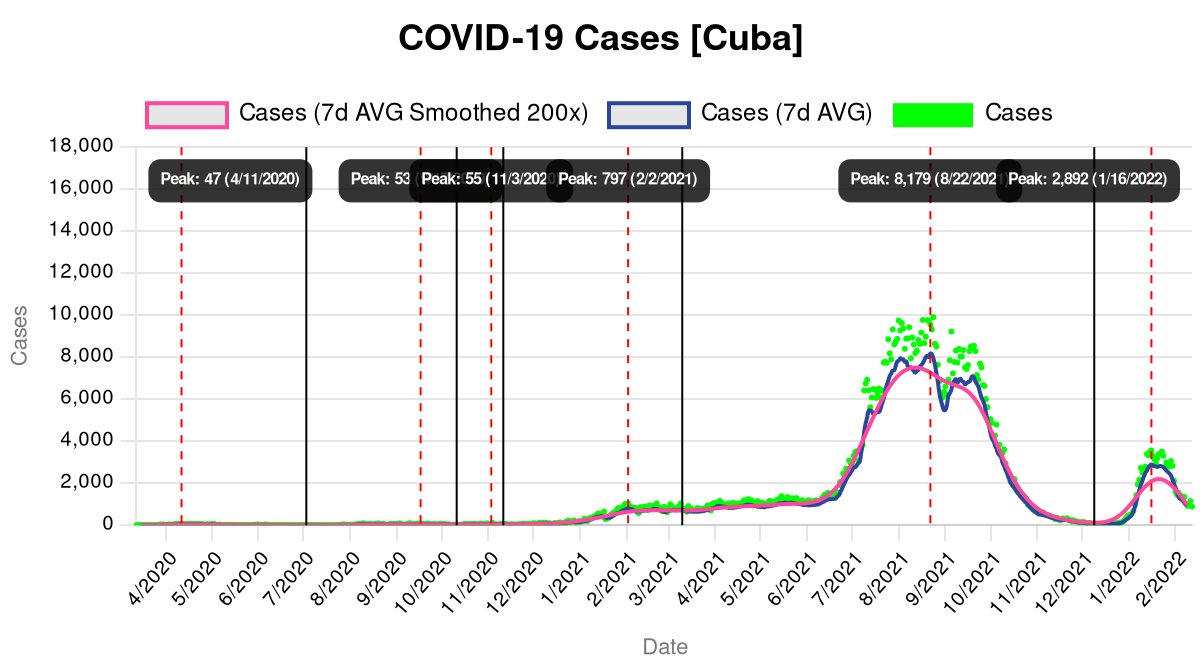 COVID-19 Cases [Cuba]
Cases (7d AVG Smoothed 200x) Cases (7d AVG) Cases
18,000
16,000
14,000
12,000
10,000
8,000
6,000
4,000
2,000
0
Cases
Peak: 47 (4/11/2020) Peak: 53 Peak: 55 (11/3/2020 Peak: 797 (2/2/2021) Peak: 8,179 (8/22/2021 Peak: 2,892 (1/16/2022)
4/2020 5/2020 6/2020 7/2020 8/2020 9/2020 10/2020 11/2020 12/2020 1/2021 2/2021 3/2021 4/2021 5/2021 6/2021 7/2021 8/2021 9/2021 10/2021 11/2021 12/2021 1/2022 2/2022
Date